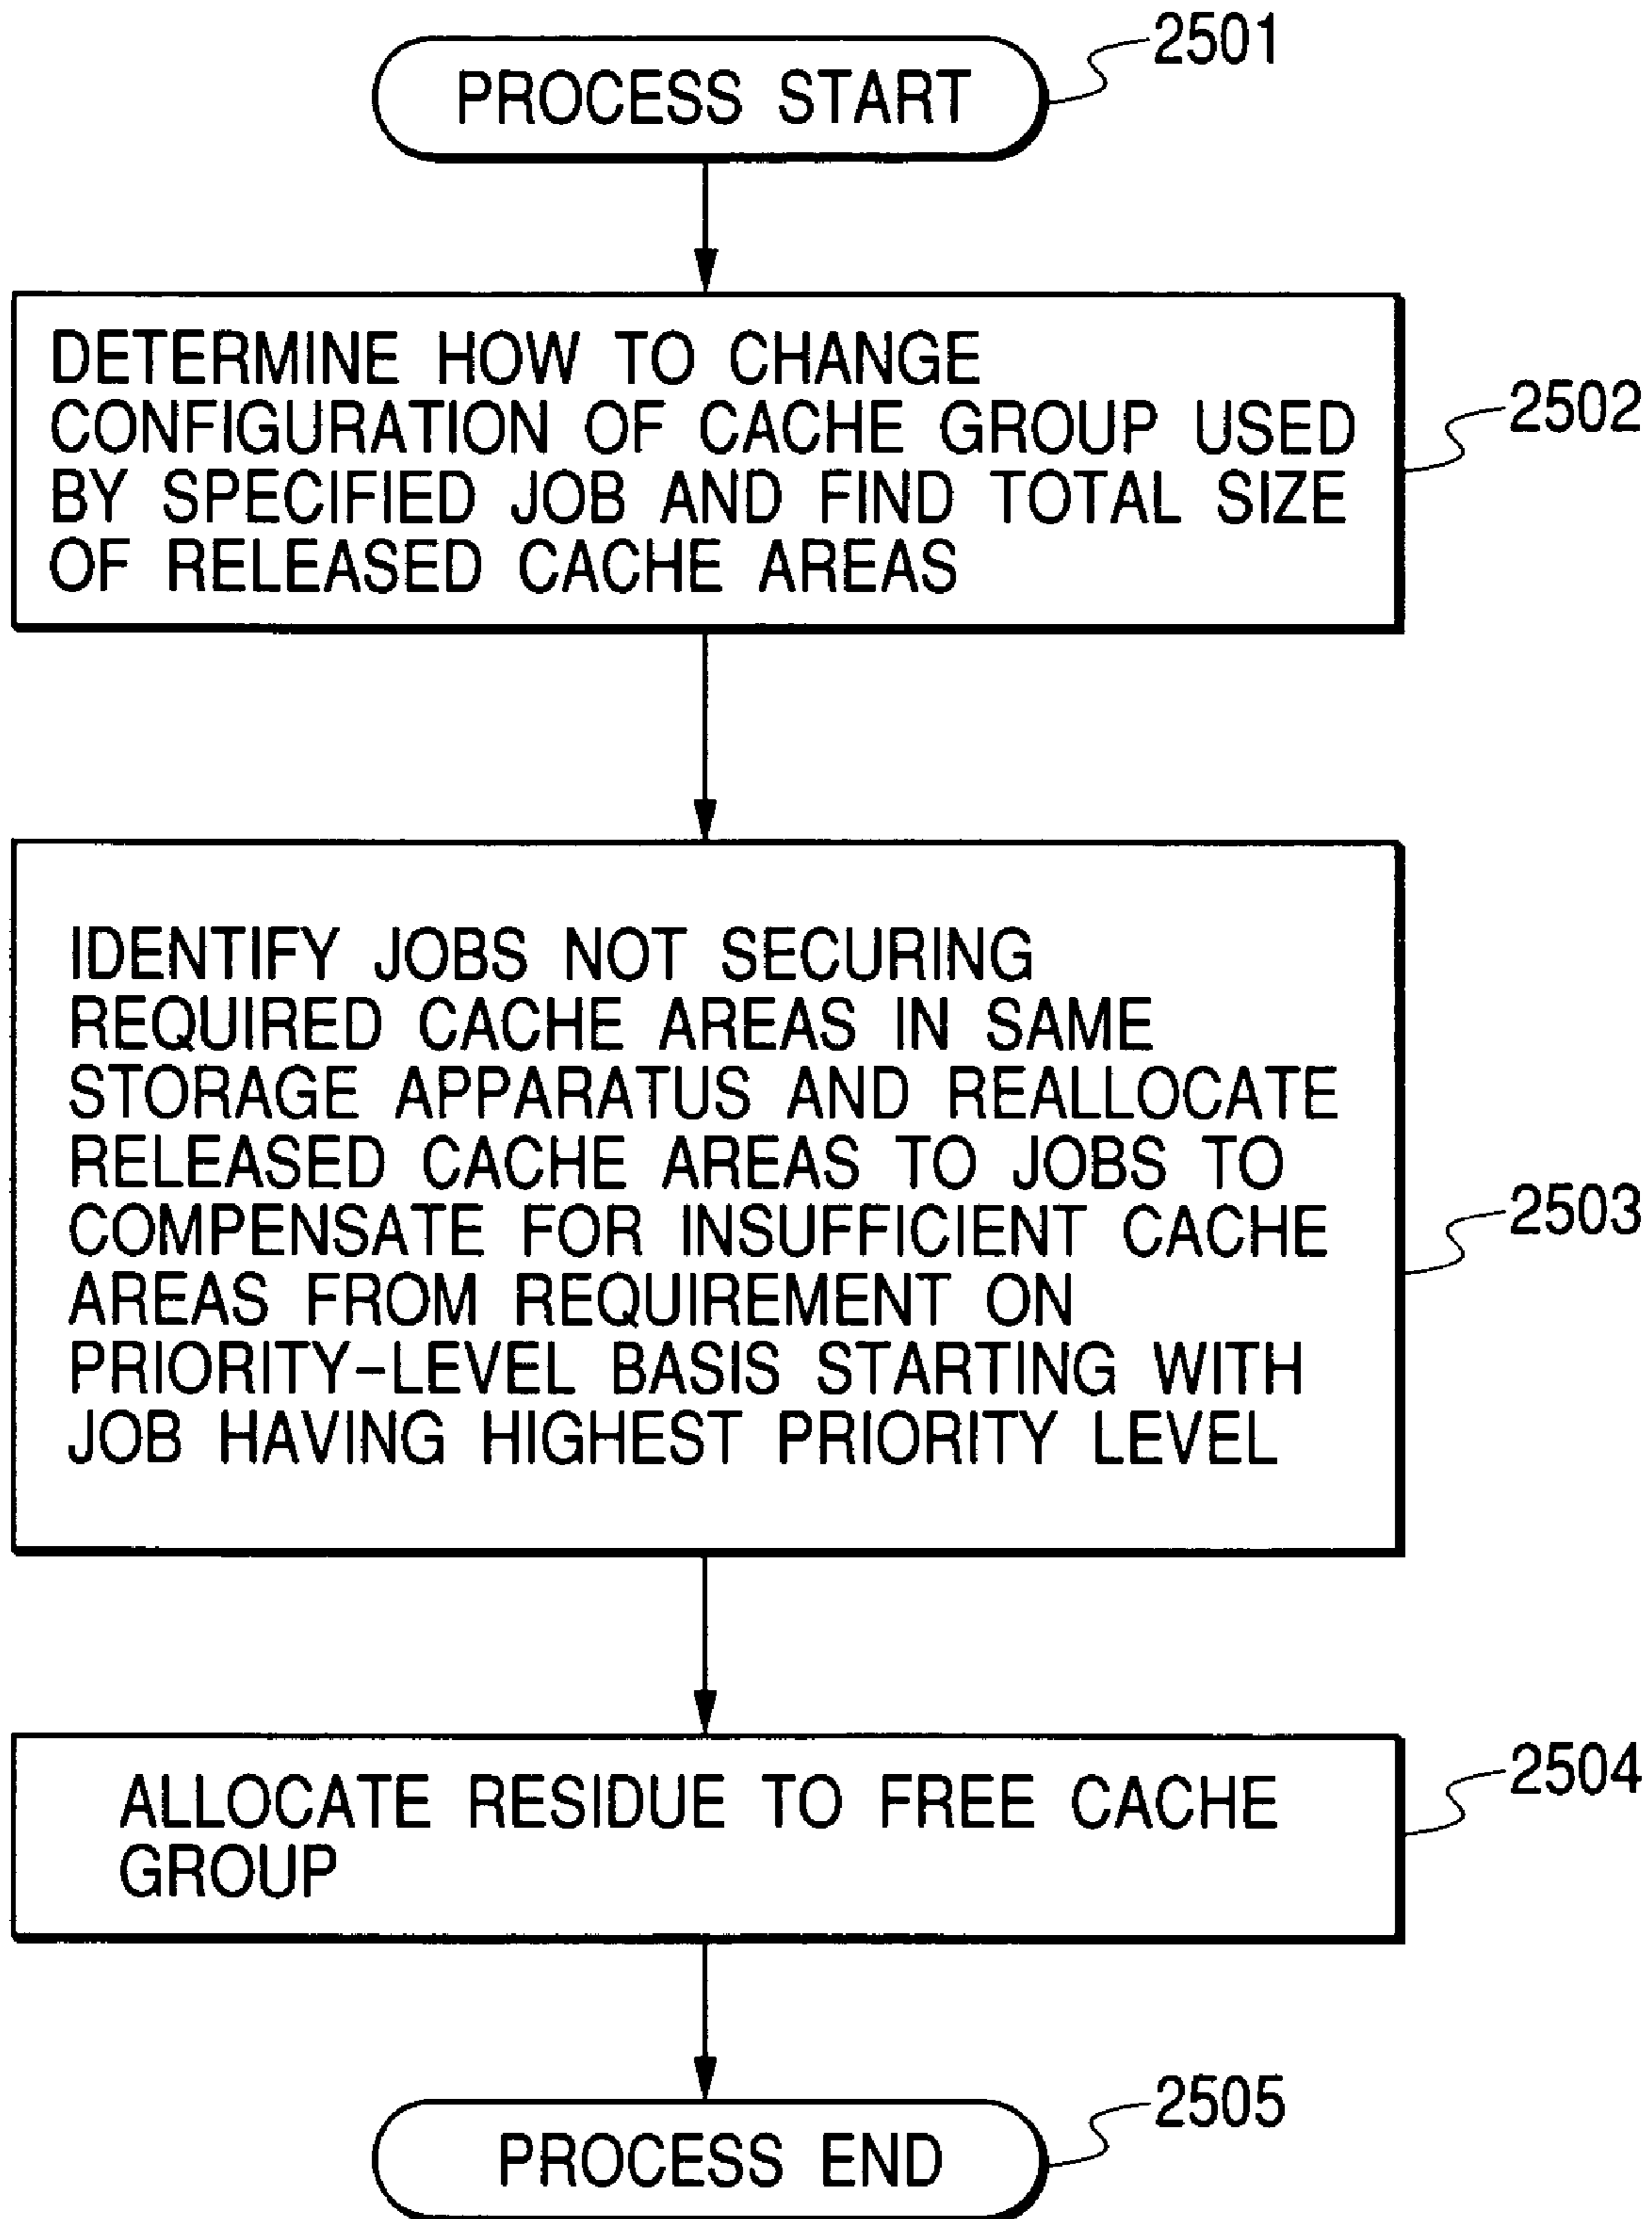 2501
PROCESS START
DETERMINE HOW TO CHANGE
CONFIGURATION OF CACHE GROUP USED
BY SPECIFIED JOB AND FIND TOTAL SIZE
OF RELEASED CACHE AREAS
2502
IDENTIFY JOBS NOT SECURING
REQUIRED CACHE AREAS IN SAME
STORAGE APPARATUS AND REALLOCATE
RELEASED CACHE AREAS TO JOBS TO
COMPENSATE FOR INSUFFICIENT CACHE
AREAS FROM REQUIREMENT ON
PRIORITY-LEVEL BASIS STARTING WITH
JOB HAVING HIGHEST PRIORITY LEVEL
2503
ALLOCATE RESIDUE TO FREE CACHE
GROUP
2504
2505
PROCESS END